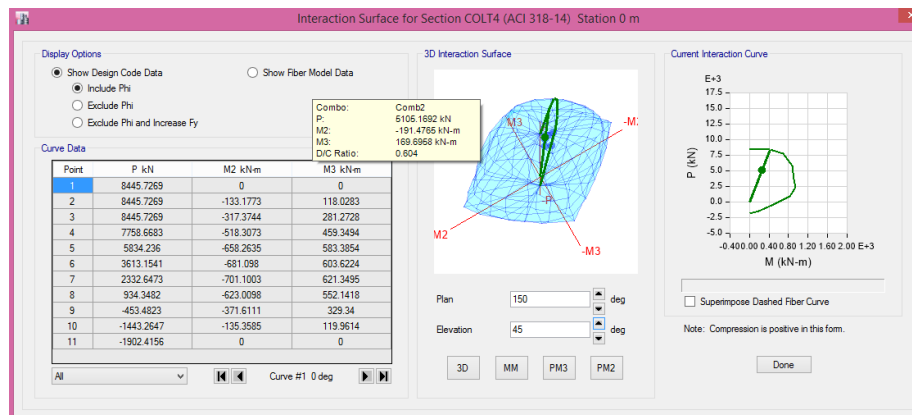 Interaction Surface for Section COLT4 (ACI 318-14) Station 0 m
Display Options
Show Design Code Data
Show Fiber Model Data
Include Phi
Exclude Phi
Exclude Phi and Increase Fy
Combo: Comb2
P: 5105.1692 kN
M2: -191.4765 kN-m
M3: 169.6958 kN-m
D/C Ratio: 0.604
Curve Data
Point P kN M2 kN-m M3 kN-m
1 8445.7269 0 0
2 8445.7269 -133.1773 118.0283
3 8445.7269 -317.3744 281.2728
4 7758.6683 -518.3073 459.3494
5 5834.236 -658.2635 583.3854
6 3613.1541 -681.098 603.6224
7 2332.6473 -701.1003 621.3495
8 934.3482 -623.0098 552.1418
9 -453.4823 -371.6111 329.34
10 -1443.2647 -135.3585 119.9614
11 -1902.4156 0 0
All
Curve #1 0 deg
3D Interaction Surface
M3
-M2
P
M2
-M3
Plan 150 deg
Elevation 45 deg
3D MM PM3 PM2
Current Interaction Curve
E+3
17.5
15.0
12.5
10.0
7.5
5.0
2.5
0.0
-2.5
-5.0
P (kN)
-0.40 0.00 0.40 0.80 1.20 1.60 2.00 E+3
M (kN-m)
Superimpose Dashed Fiber Curve
Note: Compression is positive in this form.
Done